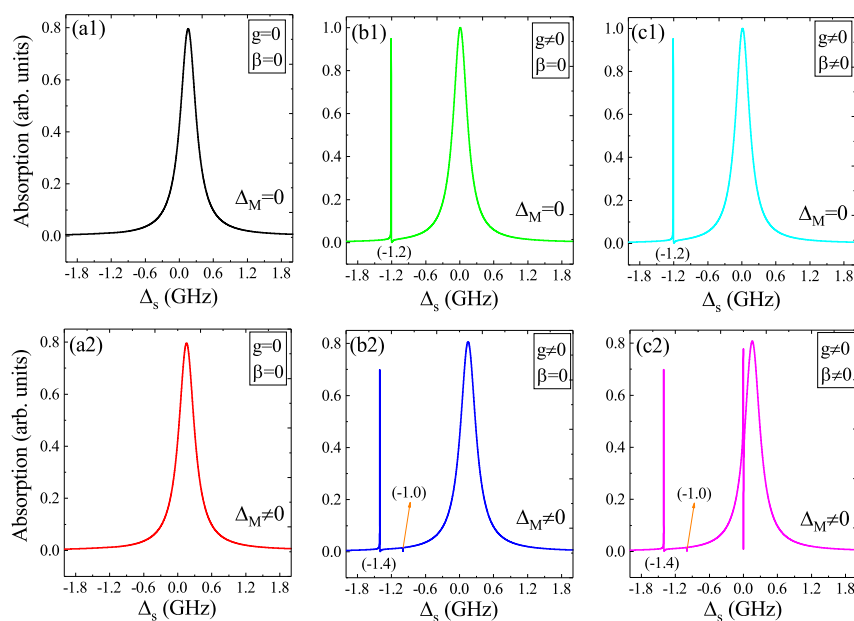 (a1)
g=0
β=0
Δ_M=0
Absorption (arb. units)
0.8
0.6
0.4
0.2
0.0
-1.8 -1.2 -0.6 0.0 0.6 1.2 1.8
Δ_s (GHz)
(b1)
g≠0
β=0
Δ_M=0
1.0
0.8
0.6
0.4
0.2
0.0
(-1.2)
-1.8 -1.2 -0.6 0.0 0.6 1.2 1.8
Δ_s (GHz)
(c1)
g≠0
β≠0
Δ_M=0
1.0
0.8
0.6
0.4
0.2
0.0
(-1.2)
-1.8 -1.2 -0.6 0.0 0.6 1.2 1.8
Δ_s (GHz)
(a2)
g=0
β=0
Δ_M≠0
Absorption (arb. units)
0.8
0.6
0.4
0.2
0.0
-1.8 -1.2 -0.6 0.0 0.6 1.2 1.8
Δ_s (GHz)
(b2)
g≠0
β=0
(-1.0)
Δ_M≠0
0.8
0.6
0.4
0.2
0.0
(-1.4)
-1.8 -1.2 -0.6 0.0 0.6 1.2 1.8
Δ_s (GHz)
(c2)
g≠0
β≠0.
(-1.0)
Δ_M≠0
0.8
0.6
0.4
0.2
0.0
(-1.4)
-1.8 -1.2 -0.6 0.0 0.6 1.2 1.8
Δ_s (GHz)